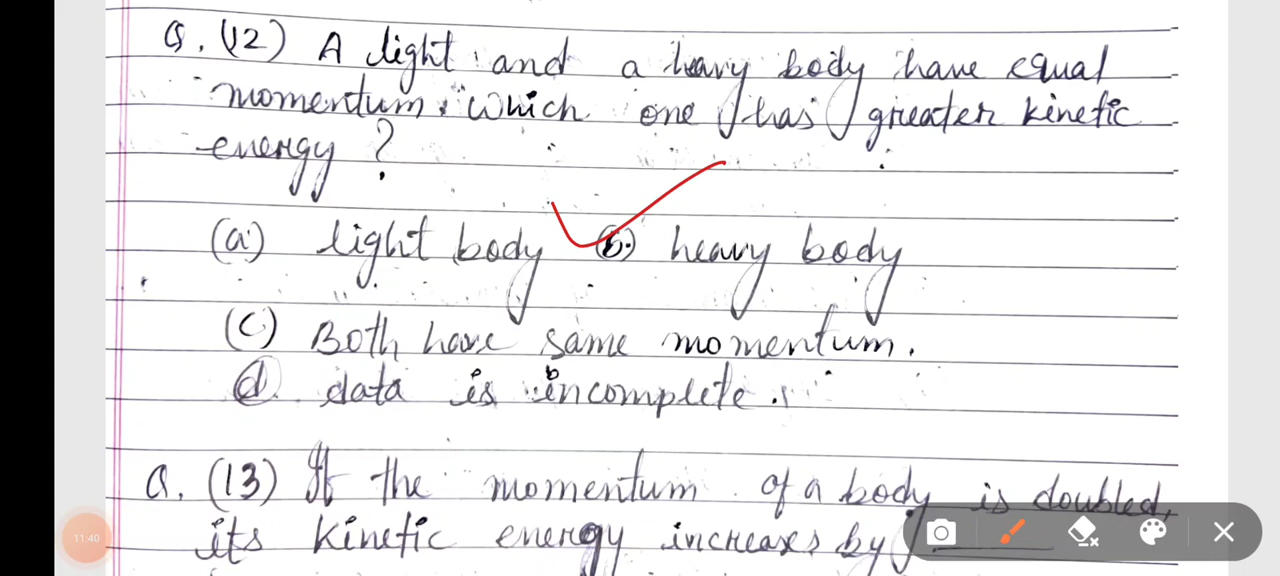 Q. (12) A light and a heavy body have equal
momentum. Which one has greater kinetic
energy ?
(a) light body (b) heavy body
(c) Both have same momentum.
(d) data is incomplete.
Q. (13) If the momentum of a body is doubled,
its kinetic energy increases by
11:40